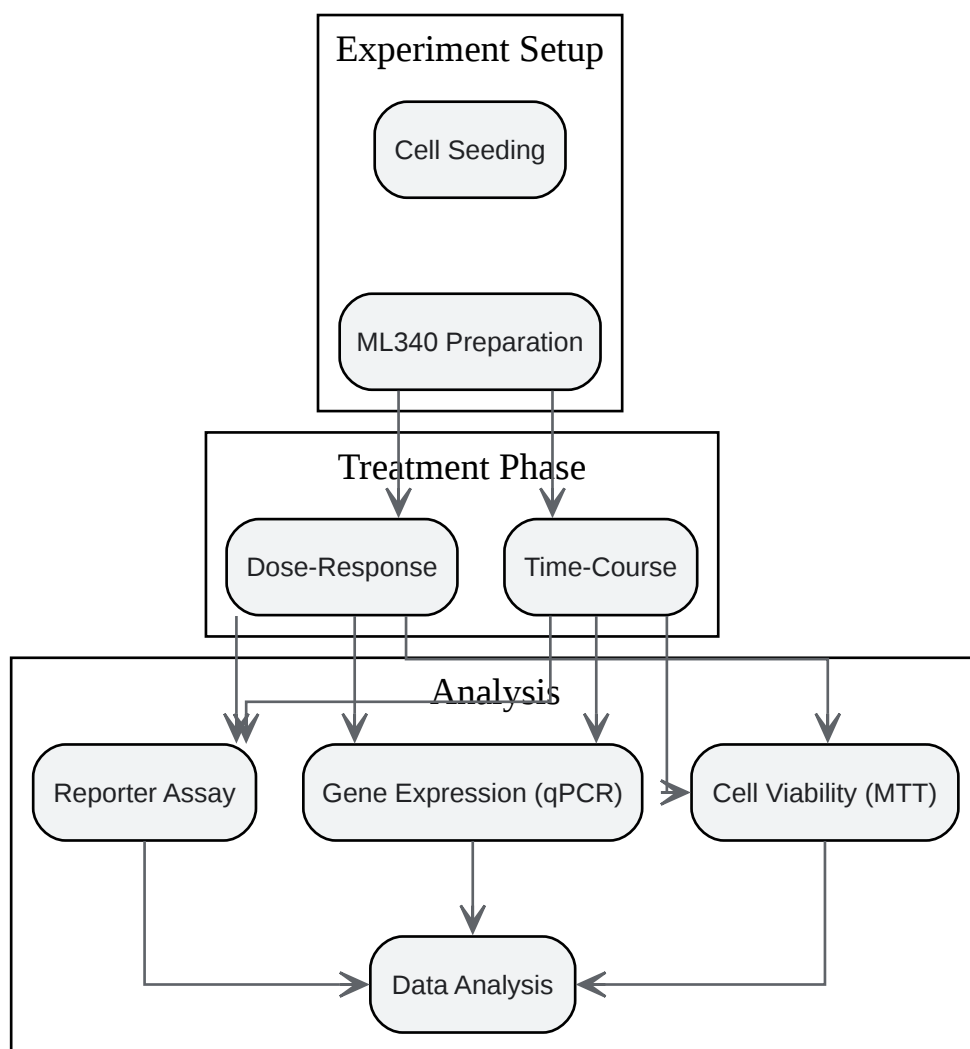 Experiment Setup
Cell Seeding
ML340 Preparation
Treatment Phase
Dose-Response
Time-Course
Analysis
Reporter Assay
Gene Expression (qPCR)
Cell Viability (MTT)
Data Analysis